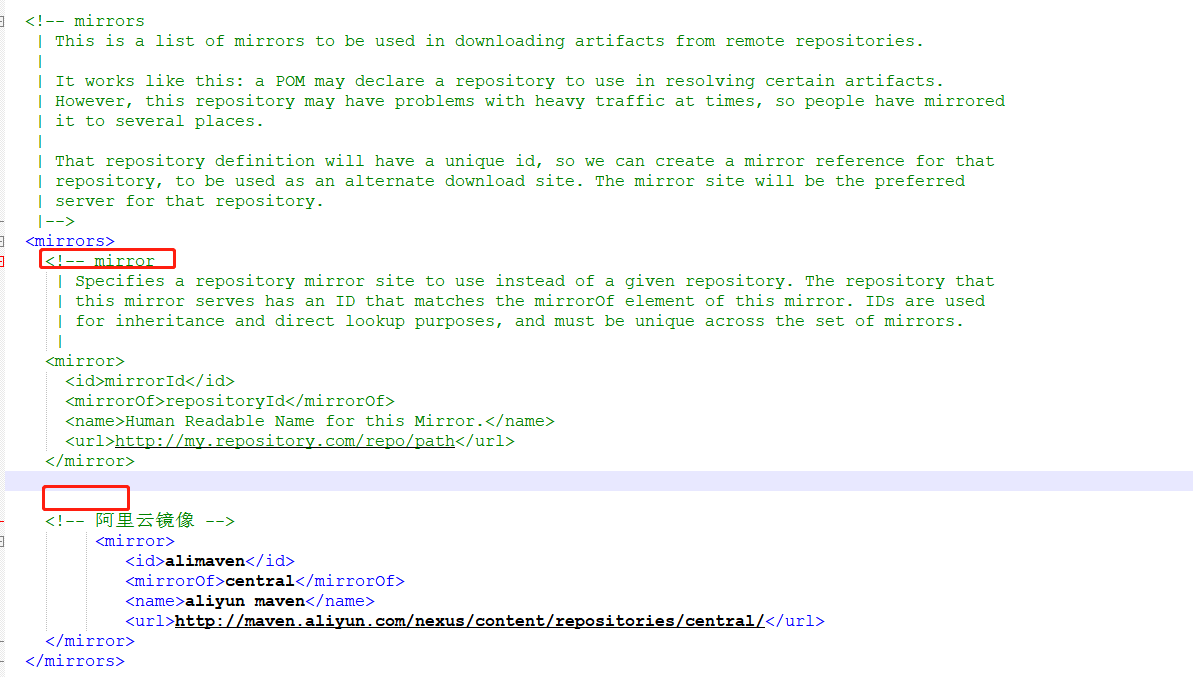 <!-- mirrors
| This is a list of mirrors to be used in downloading artifacts from remote repositories.
|
| It works like this: a POM may declare a repository to use in resolving certain artifacts.
| However, this repository may have problems with heavy traffic at times, so people have mirrored
| it to several places.
|
| That repository definition will have a unique id, so we can create a mirror reference for that
| repository, to be used as an alternate download site. The mirror site will be the preferred
| server for that repository.
|-->
<mirrors>
<!-- mirror
| Specifies a repository mirror site to use instead of a given repository. The repository that
| this mirror serves has an ID that matches the mirrorOf element of this mirror. IDs are used
| for inheritance and direct lookup purposes, and must be unique across the set of mirrors.
|
<mirror>
<id>mirrorId</id>
<mirrorOf>repositoryId</mirrorOf>
<name>Human Readable Name for this Mirror.</name>
<url>http://my.repository.com/repo/path</url>
</mirror>
<!-- 阿里云镜像 -->
<mirror>
<id>alimaven</id>
<mirrorOf>central</mirrorOf>
<name>aliyun maven</name>
<url>http://maven.aliyun.com/nexus/content/repositories/central/</url>
</mirror>
</mirrors>